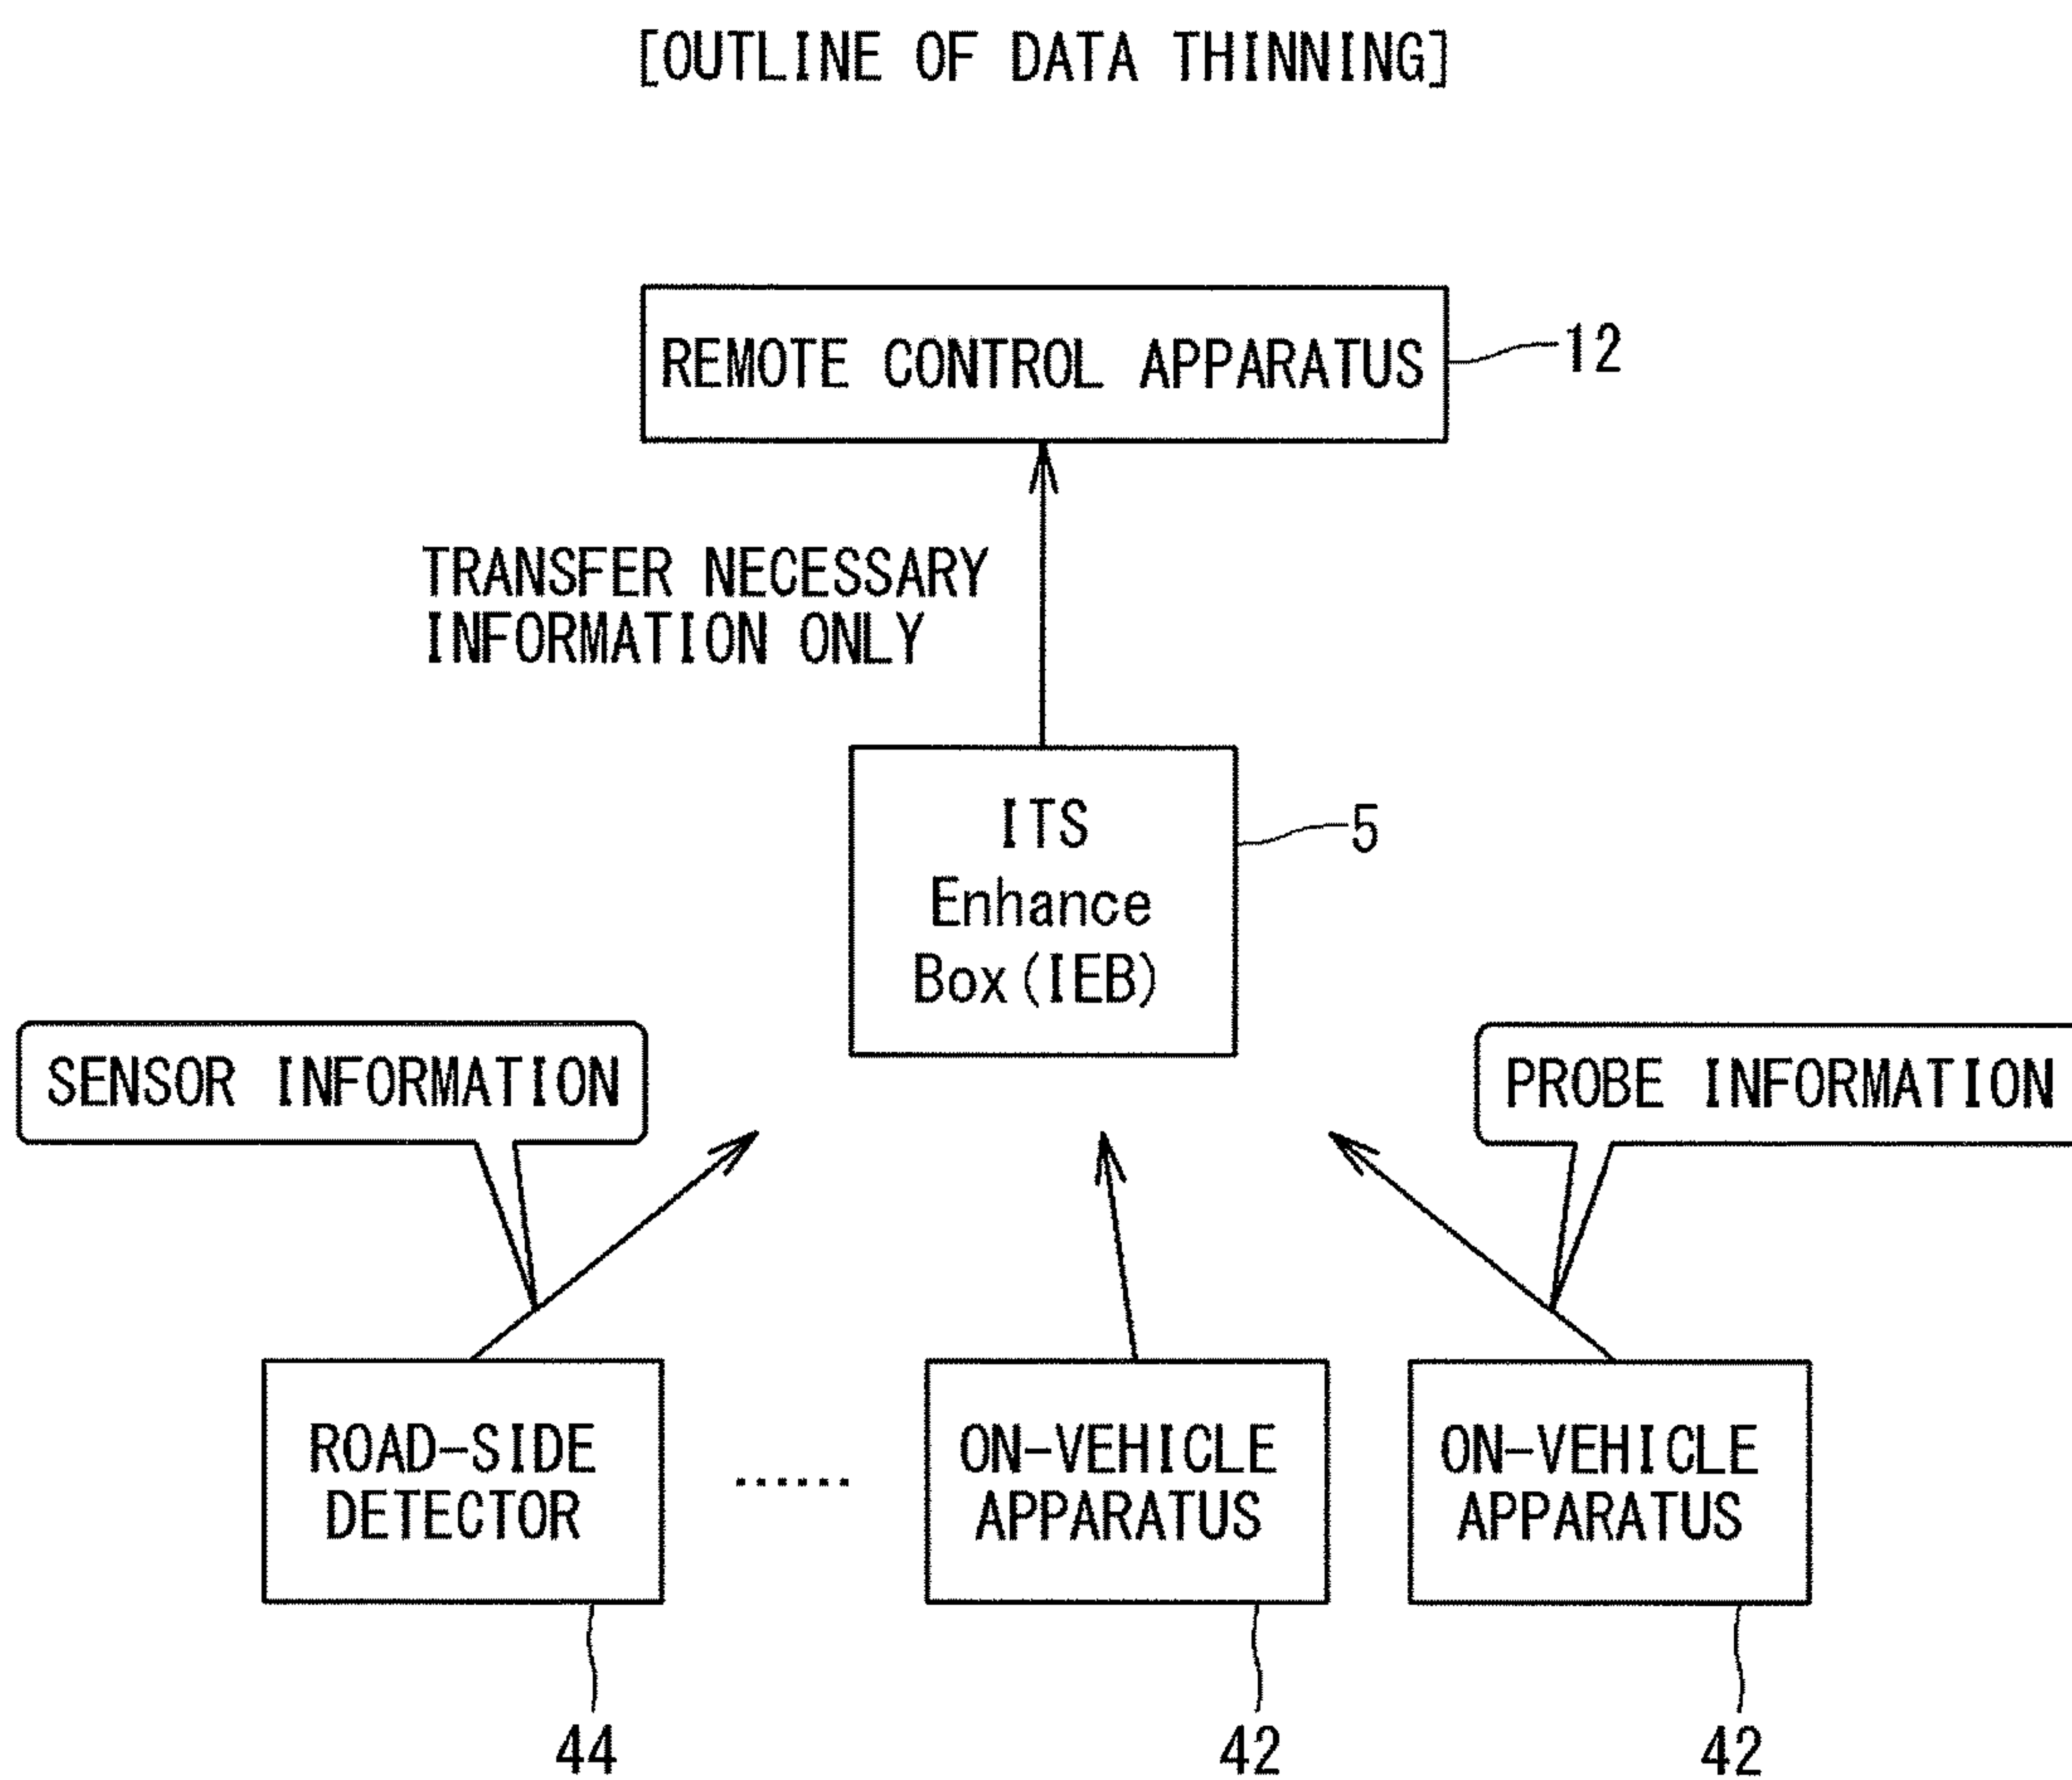 [OUTLINE OF DATA THINNING]
REMOTE CONTROL APPARATUS
12
TRANSFER NECESSARY
INFORMATION ONLY
ITS
Enhance
Box(IEB)
5
SENSOR INFORMATION
PROBE INFORMATION
ROAD-SIDE
DETECTOR
......
ON-VEHICLE
APPARATUS
ON-VEHICLE
APPARATUS
44
42
42